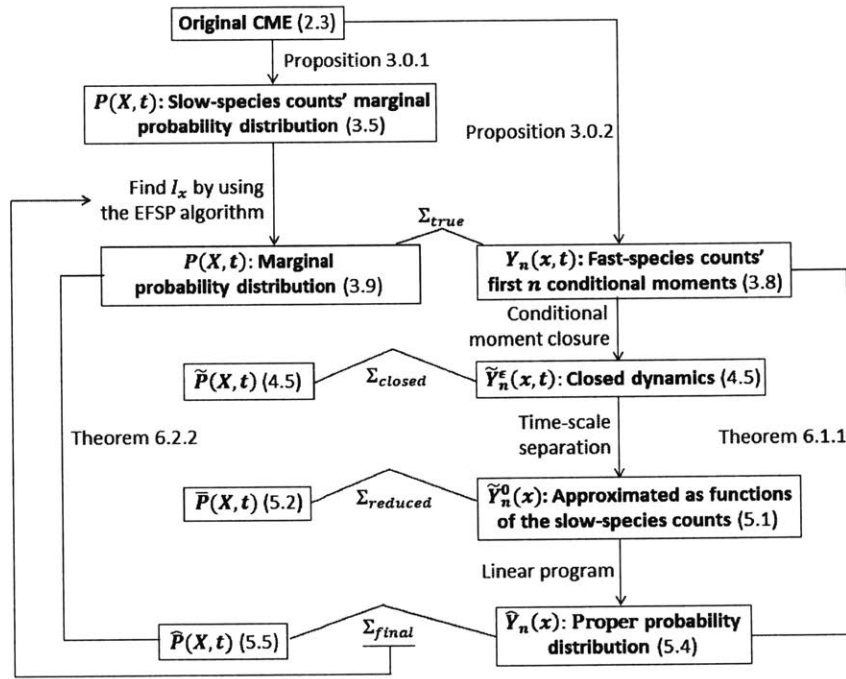 Original CME (2.3)
Proposition 3.0.1
P(X, t): Slow-species counts' marginal
probability distribution (3.5)
Proposition 3.0.2
Find I_x by using
the EFSP algorithm
Σ_true
P(X, t): Marginal
probability distribution (3.9)
Y_n(x, t): Fast-species counts'
first n conditional moments (3.8)
Conditional
moment closure
P̃(X, t) (4.5)
Σ_closed
Ỹ_n^ϵ(x, t): Closed dynamics (4.5)
Theorem 6.2.2
Time-scale
separation
Theorem 6.1.1
P̄(X, t) (5.2)
Σ_reduced
Ỹ_n^0(x): Approximated as functions
of the slow-species counts (5.1)
Linear program
P̂(X, t) (5.5)
Σ_final
Ŷ_n(x): Proper probability
distribution (5.4)